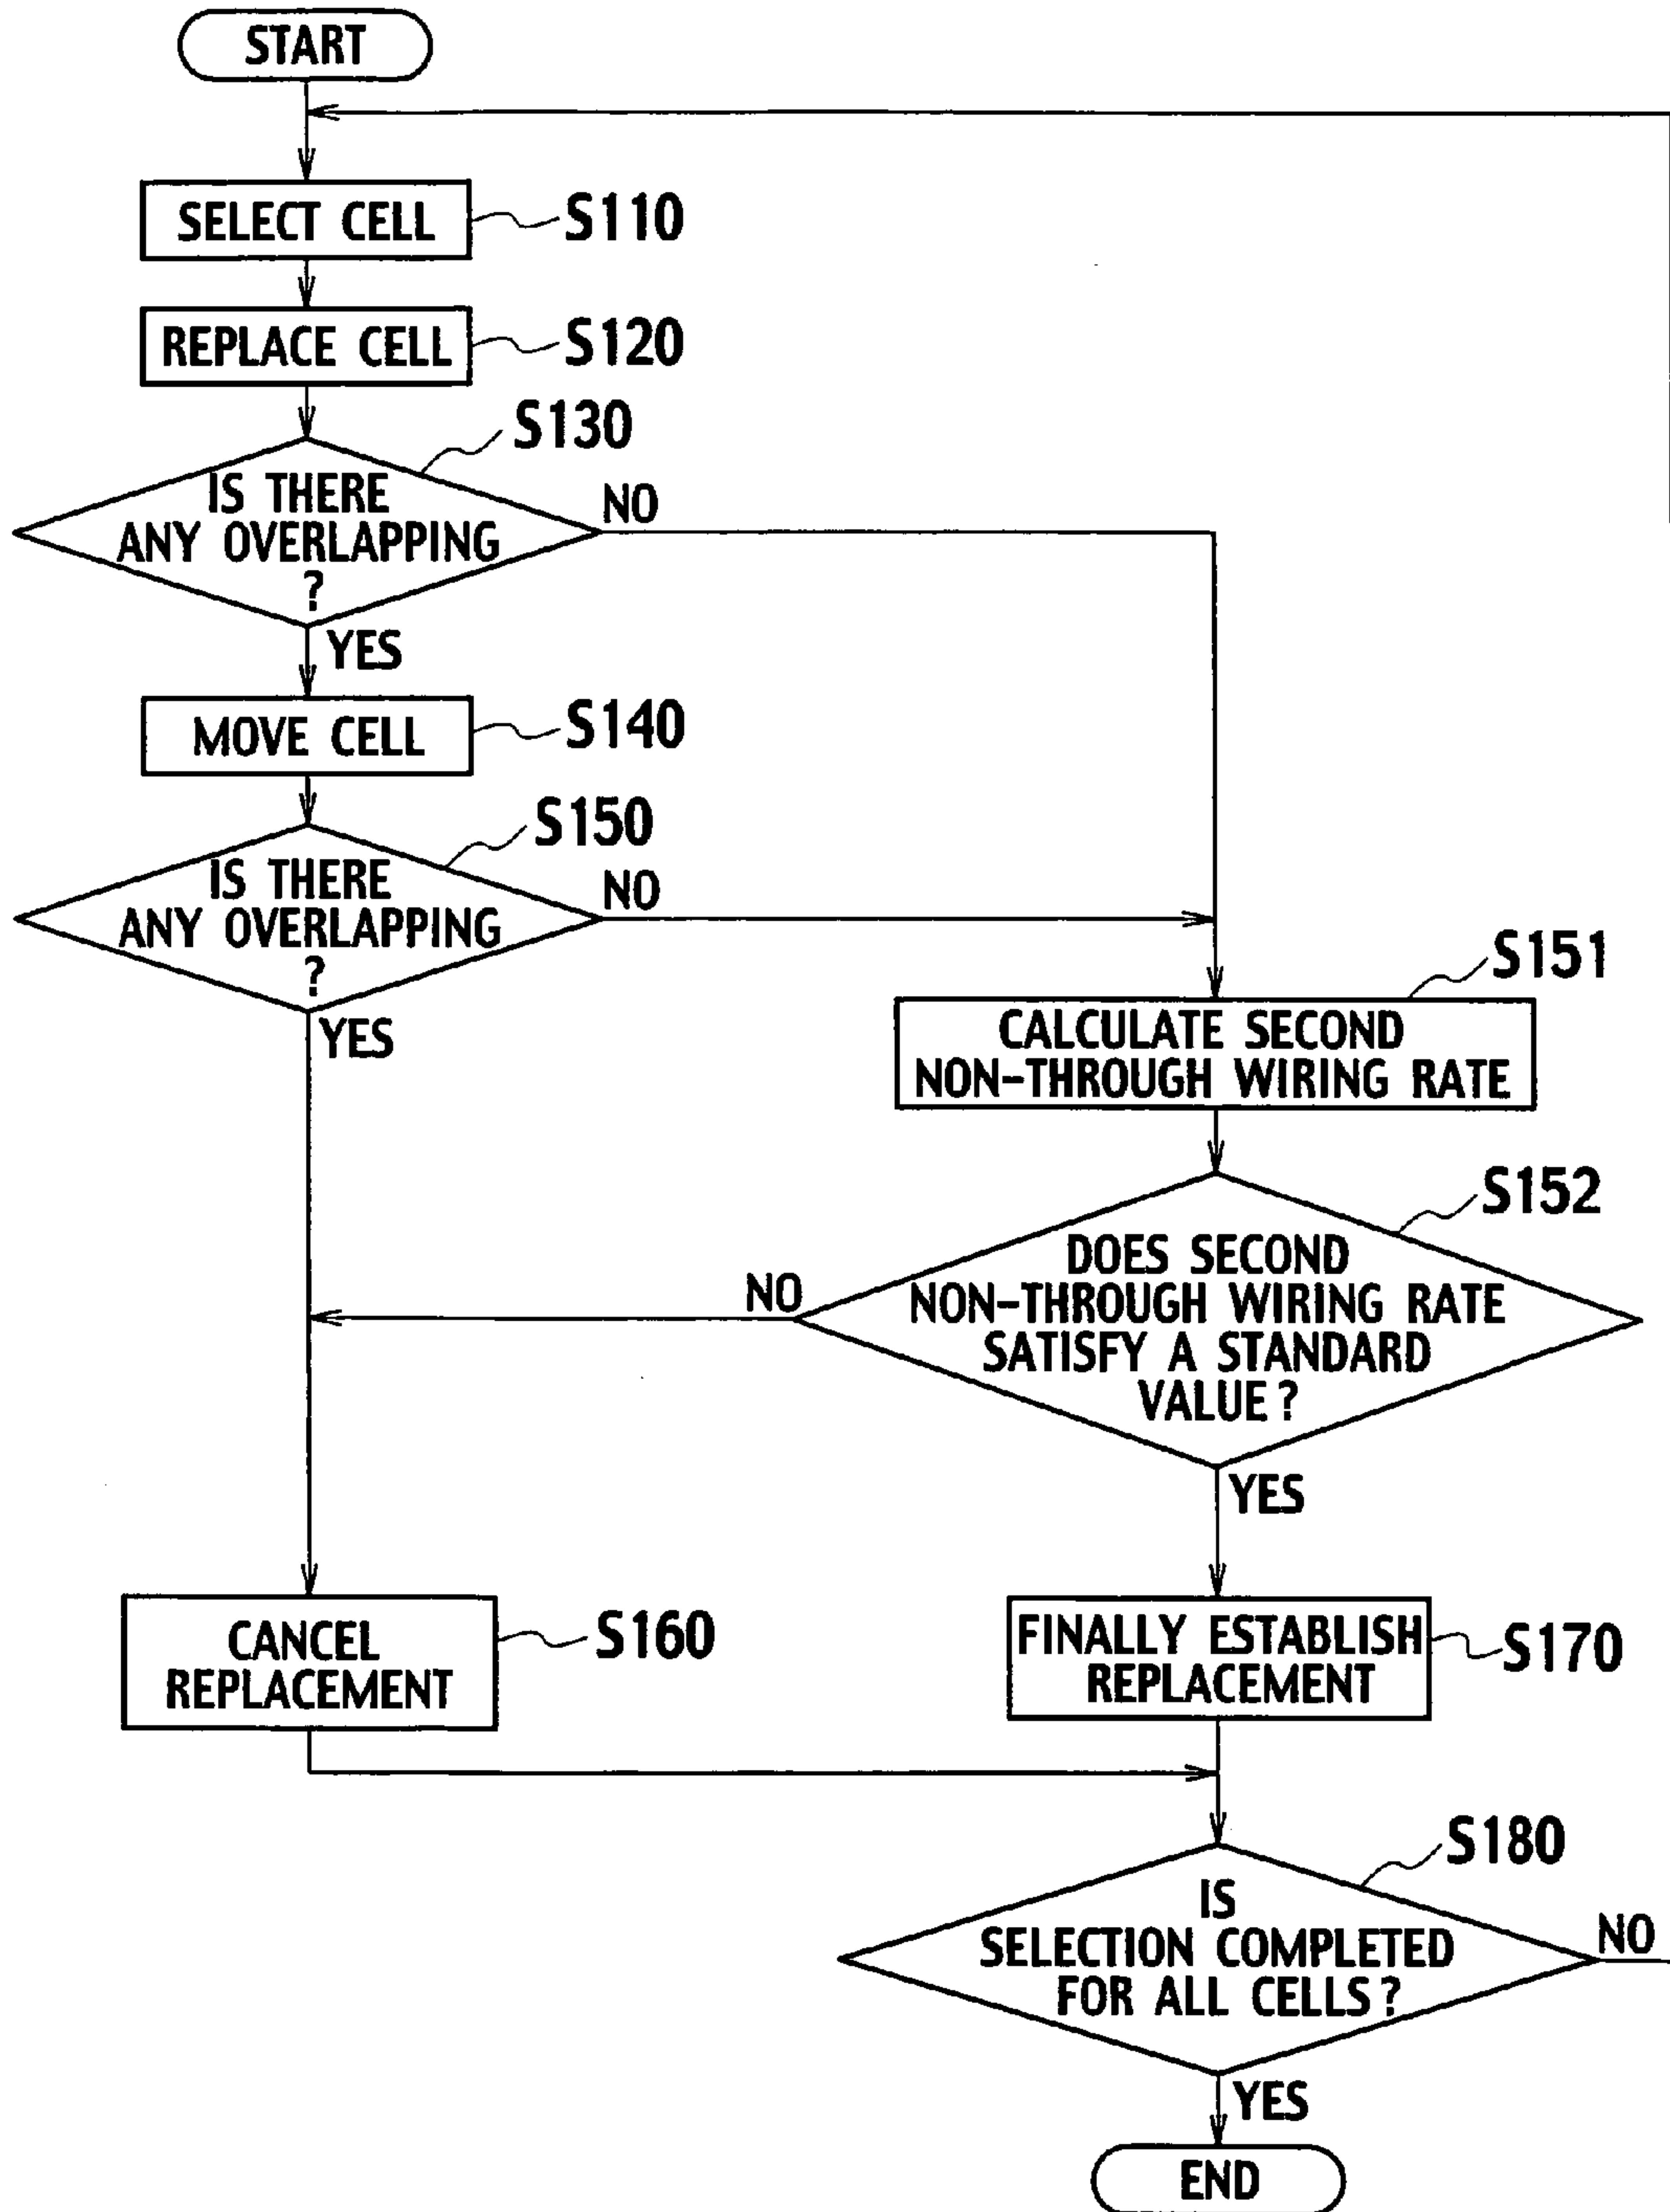 START
SELECT CELL
S110
REPLACE CELL
S120
S130
IS THERE
ANY OVERLAPPING
?
NO
YES
MOVE CELL
S140
S150
IS THERE
ANY OVERLAPPING
?
NO
YES
S151
CALCULATE SECOND
NON-THROUGH WIRING RATE
S152
DOES SECOND
NON-THROUGH WIRING RATE
SATISFY A STANDARD
VALUE?
NO
YES
CANCEL
REPLACEMENT
S160
FINALLY ESTABLISH
REPLACEMENT
S170
S180
IS
SELECTION COMPLETED
FOR ALL CELLS?
NO
YES
END